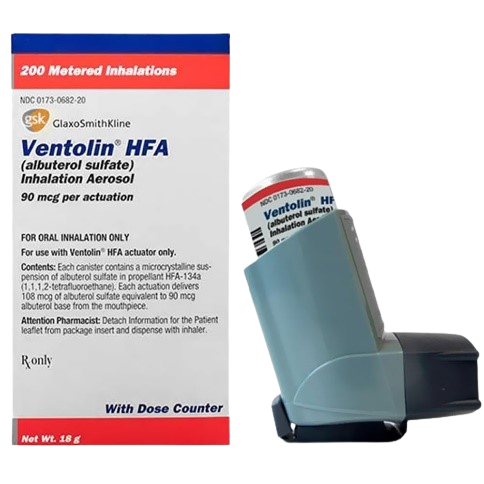 200 Metered Inhalations
NDC 0173-0682-20
gsk GlaxoSmithKline
Ventolin® HFA
(albuterol sulfate)
Inhalation Aerosol
90 mcg per actuation
FOR ORAL INHALATION ONLY
For use with Ventolin® HFA actuator only.
Contents: Each canister contains a microcrystalline sus-
pension of albuterol sulfate in propellant HFA-134a
(1,1,1,2-tetrafluoroethane). Each actuation delivers
108 mcg of albuterol sulfate equivalent to 90 mcg
albuterol base from the mouthpiece.
Attention Pharmacist: Detach Information for the Patient
leaflet from package insert and dispense with inhaler.
℞ only
With Dose Counter
Net Wt. 18 g
NDC 0173-0682-20
Ventolin® HF
(albuterol sulfate)
Inhalation Aeros
90 m